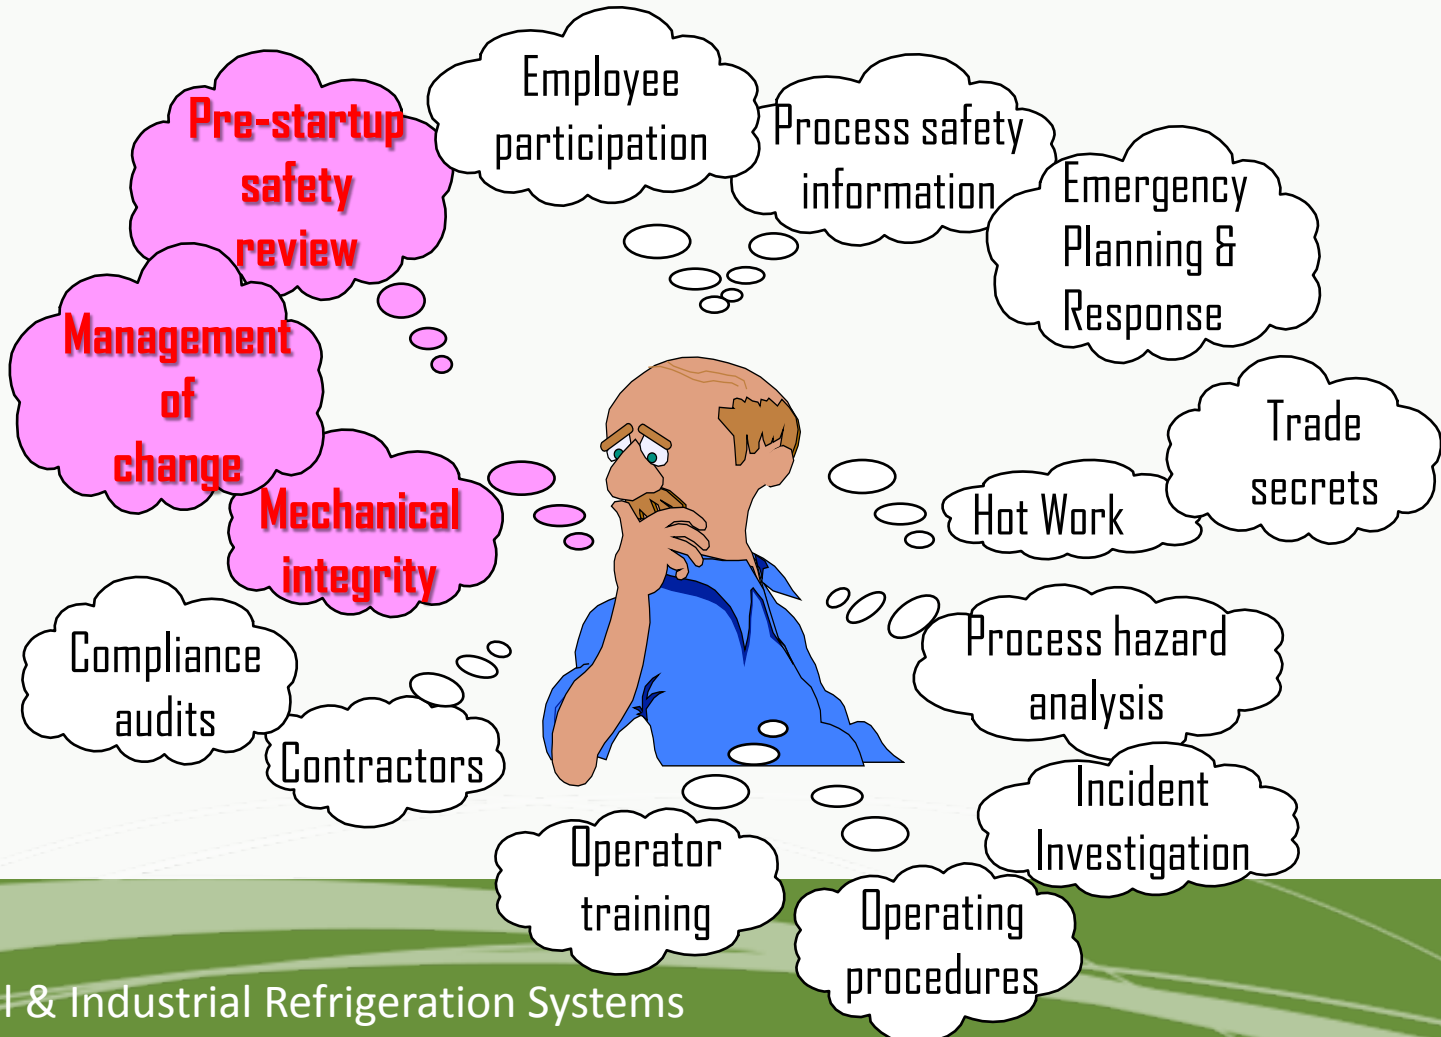 Employee
participation
Process safety
information
Emergency
Planning &
Response
Trade
secrets
Hot Work
Process hazard
analysis
Incident
Investigation
Operating
procedures
Operator
training
Contractors
Compliance
audits
Mechanical
integrity
Management
of
change
Pre-startup
safety
review
& Industrial Refrigeration Systems